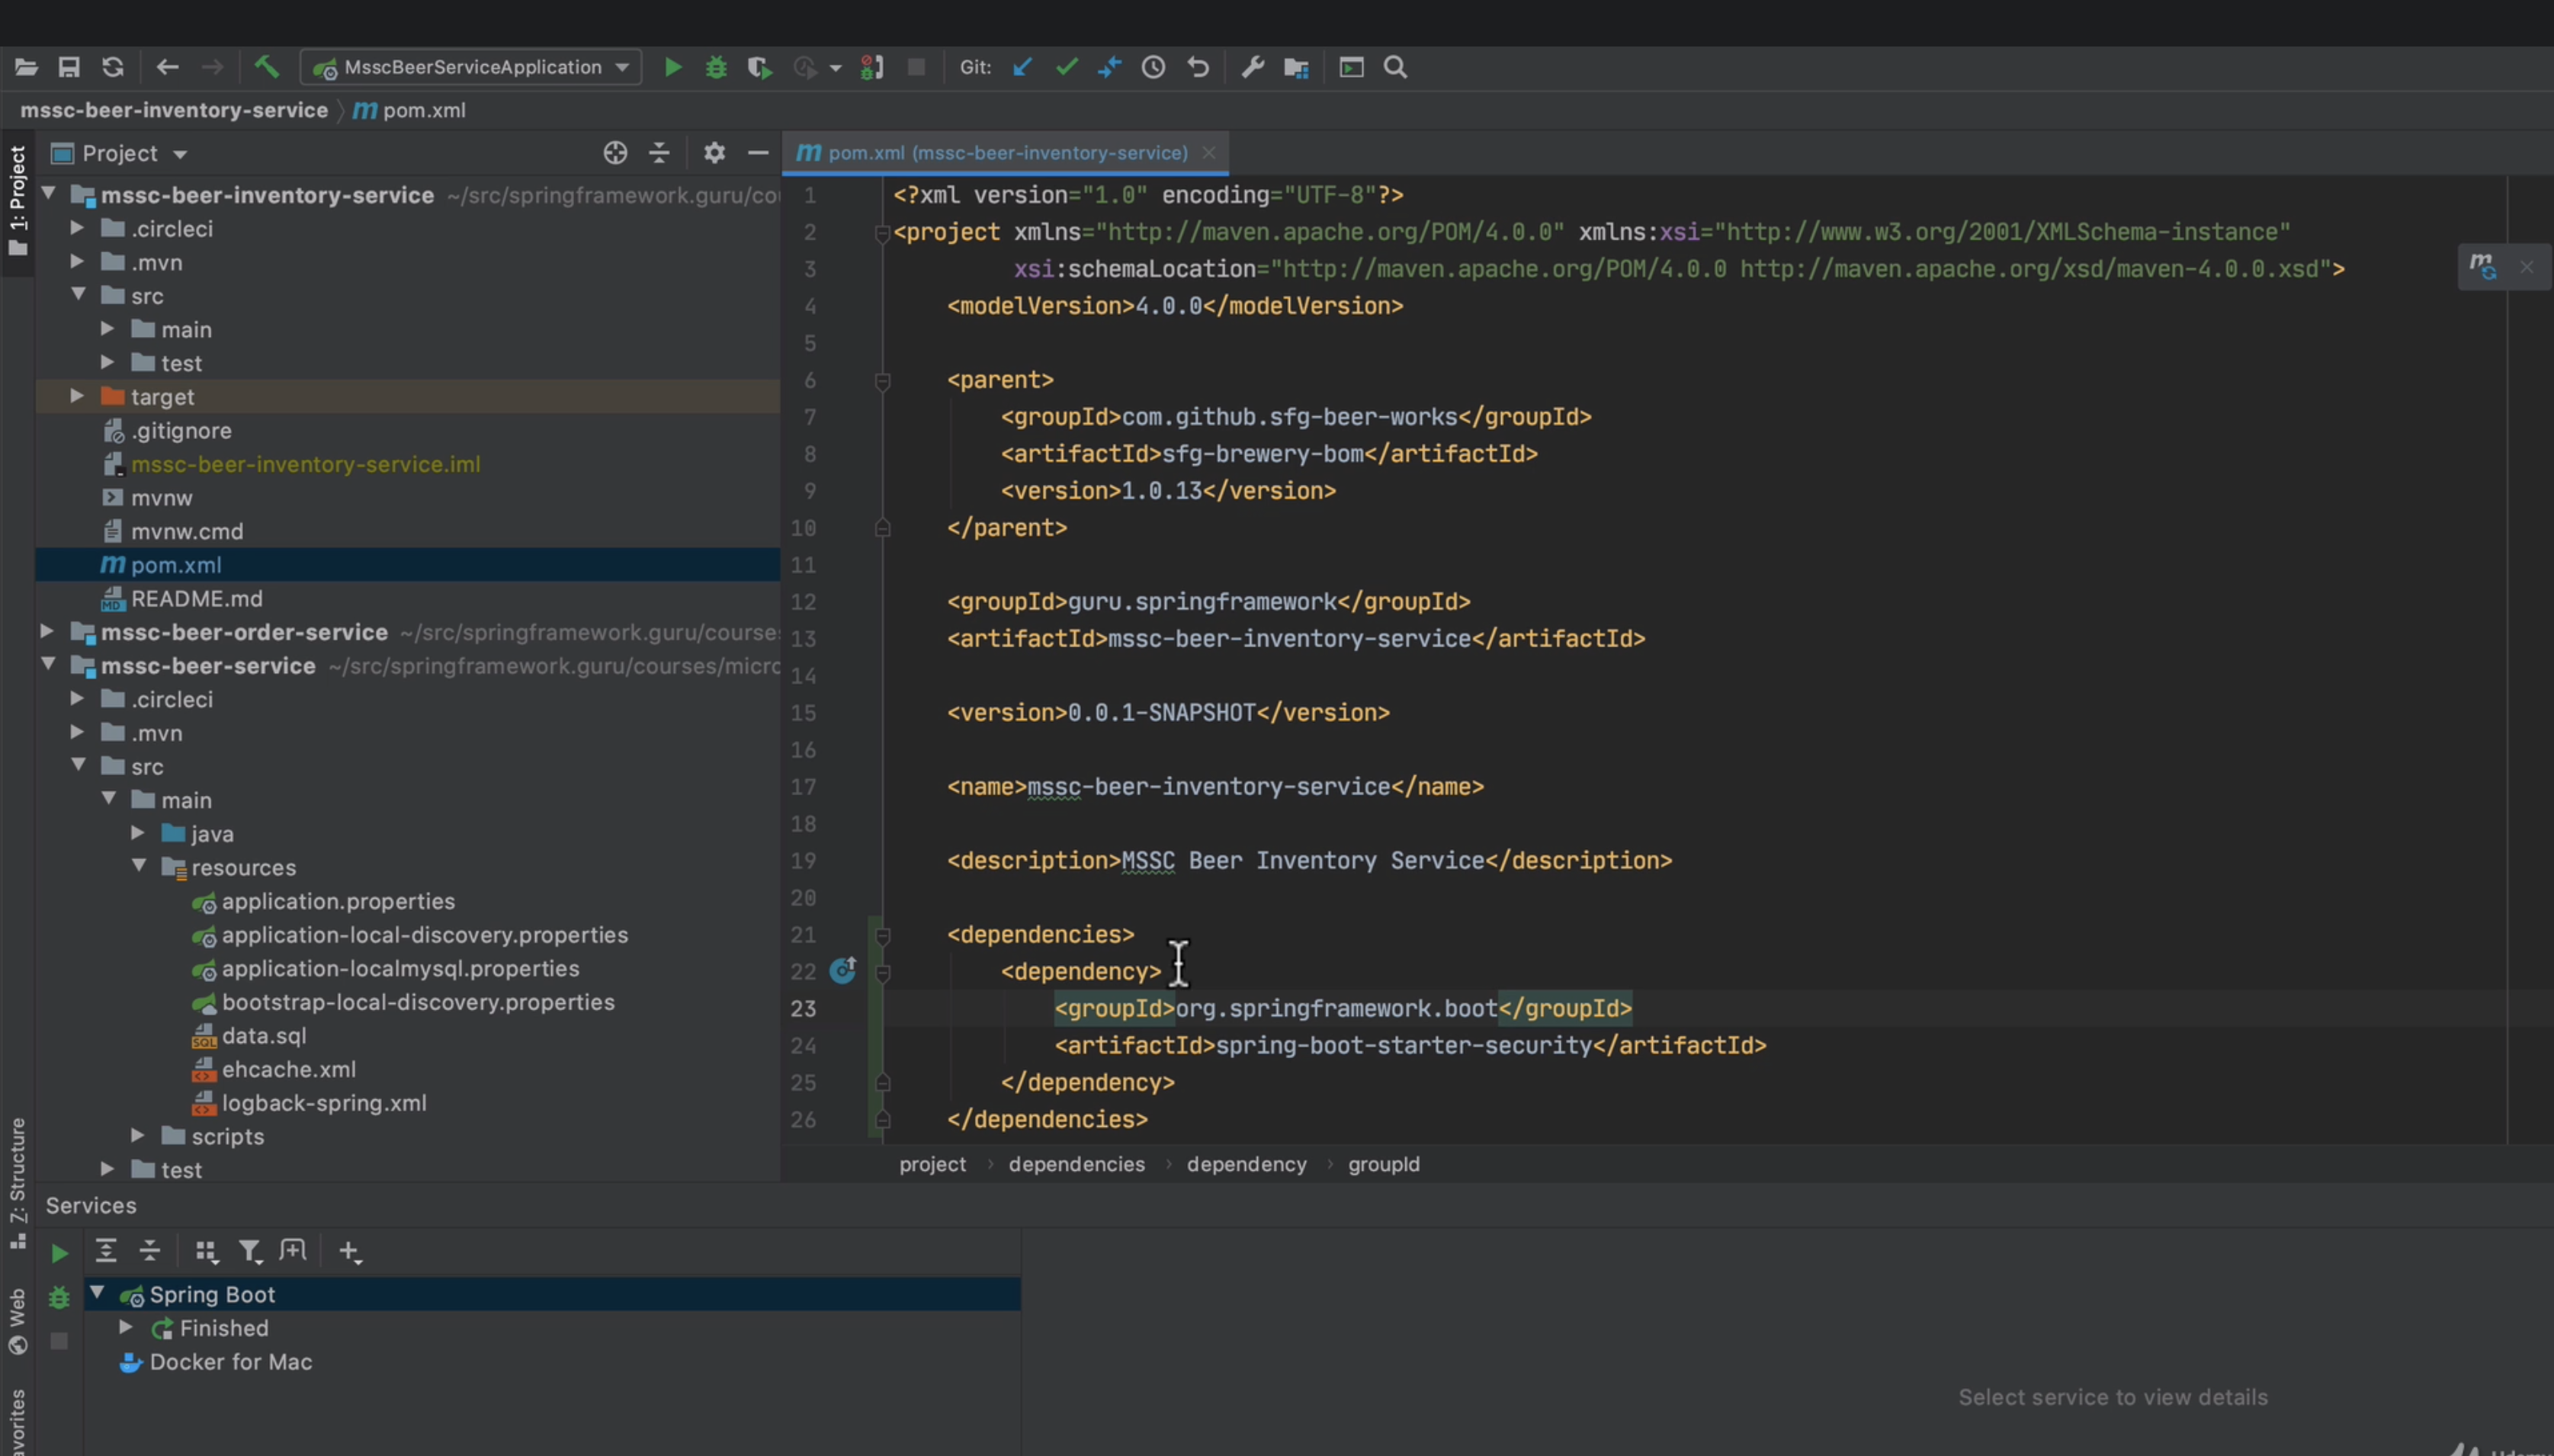 MsscBeerServiceApplication
Git:
mssc-beer-inventory-service
pom.xml
1: Project
Project
pom.xml (mssc-beer-inventory-service)
mssc-beer-inventory-service ~/src/springframework.guru/co
.circleci
.mvn
src
main
test
target
.gitignore
mssc-beer-inventory-service.iml
mvnw
mvnw.cmd
pom.xml
README.md
mssc-beer-order-service ~/src/springframework.guru/course
mssc-beer-service ~/src/springframework.guru/courses/micro
.circleci
.mvn
src
main
java
resources
application.properties
application-local-discovery.properties
application-localmysql.properties
bootstrap-local-discovery.properties
data.sql
ehcache.xml
logback-spring.xml
scripts
test
1 <?xml version="1.0" encoding="UTF-8"?>
2 <project xmlns="http://maven.apache.org/POM/4.0.0" xmlns:xsi="http://www.w3.org/2001/XMLSchema-instance"
3 xsi:schemaLocation="http://maven.apache.org/POM/4.0.0 http://maven.apache.org/xsd/maven-4.0.0.xsd">
4 <modelVersion>4.0.0</modelVersion>
5
6 <parent>
7 <groupId>com.github.sfg-beer-works</groupId>
8 <artifactId>sfg-brewery-bom</artifactId>
9 <version>1.0.13</version>
10 </parent>
11
12 <groupId>guru.springframework</groupId>
13 <artifactId>mssc-beer-inventory-service</artifactId>
14
15 <version>0.0.1-SNAPSHOT</version>
16
17 <name>mssc-beer-inventory-service</name>
18
19 <description>MSSC Beer Inventory Service</description>
20
21 <dependencies>
22 <dependency>
23 <groupId>org.springframework.boot</groupId>
24 <artifactId>spring-boot-starter-security</artifactId>
25 </dependency>
26 </dependencies>
project > dependencies > dependency > groupId
Z: Structure
Web
avorites
Services
Spring Boot
Finished
Docker for Mac
Select service to view details